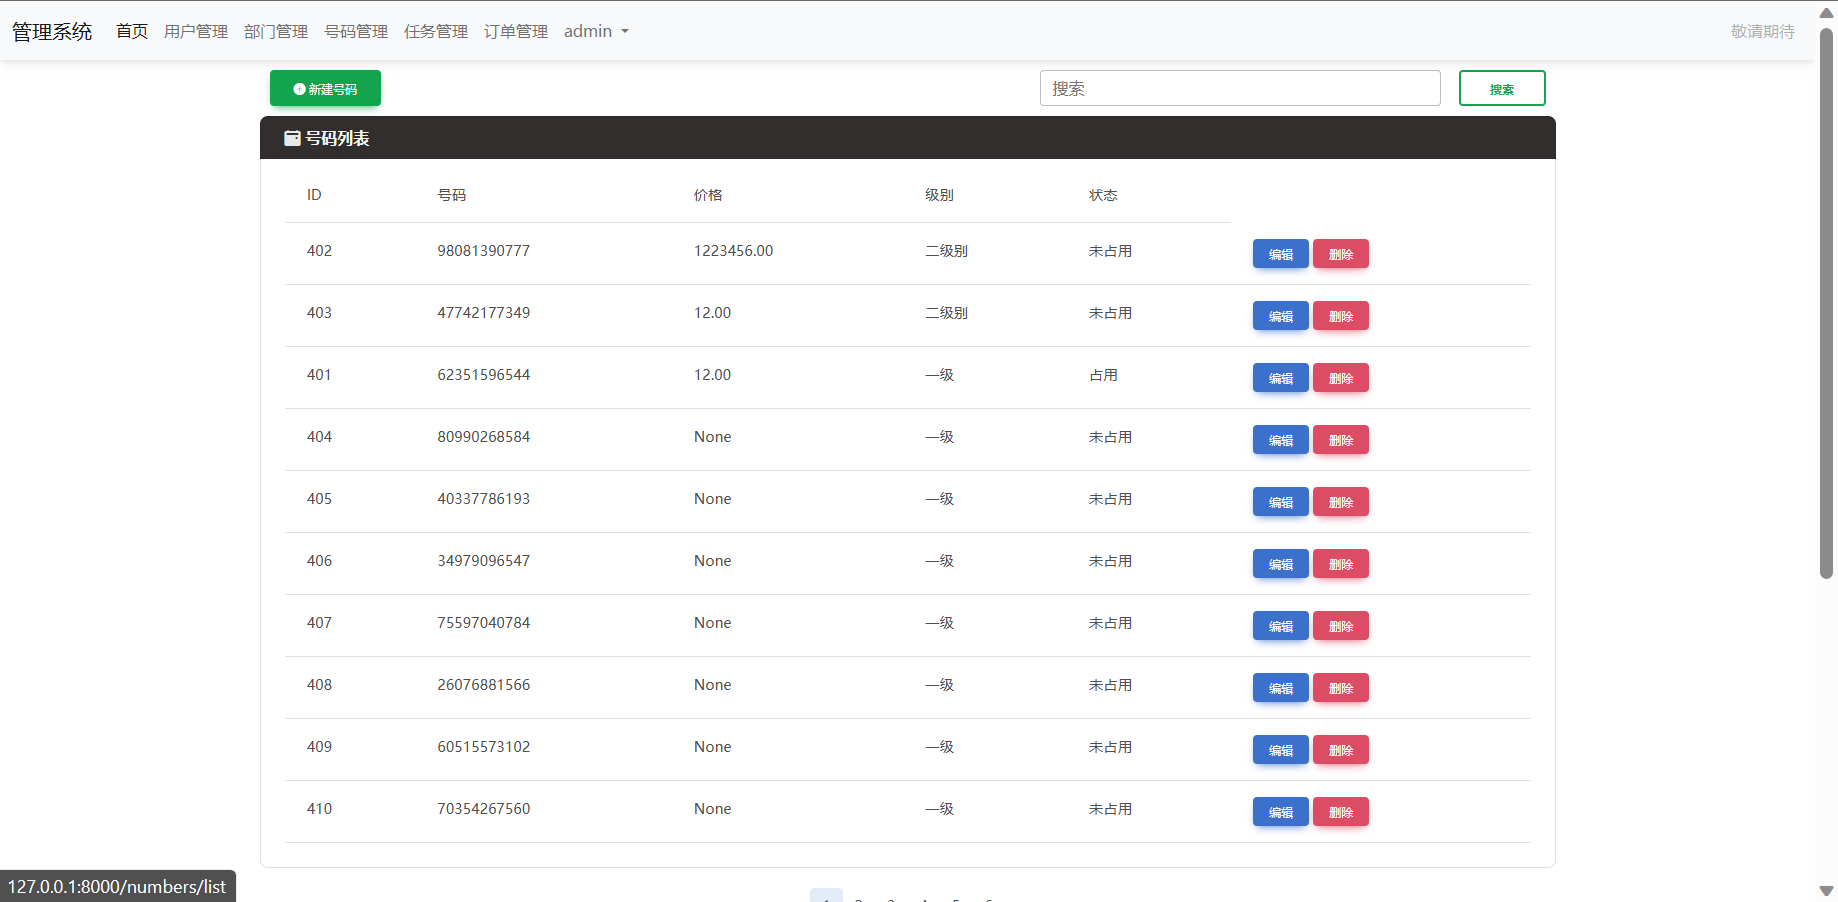 管理系统 首页 用户管理 部门管理 号码管理 任务管理 订单管理 admin 敬请期待
新建号码 搜索 搜索
号码列表
ID 号码 价格 级别 状态
402 98081390777 1223456.00 二级别 未占用 编辑 删除
403 47742177349 12.00 二级别 未占用 编辑 删除
401 62351596544 12.00 一级 占用 编辑 删除
404 80990268584 None 一级 未占用 编辑 删除
405 40337786193 None 一级 未占用 编辑 删除
406 34979096547 None 一级 未占用 编辑 删除
407 75597040784 None 一级 未占用 编辑 删除
408 26076881566 None 一级 未占用 编辑 删除
409 60515573102 None 一级 未占用 编辑 删除
410 70354267560 None 一级 未占用 编辑 删除
127.0.0.1:8000/numbers/list